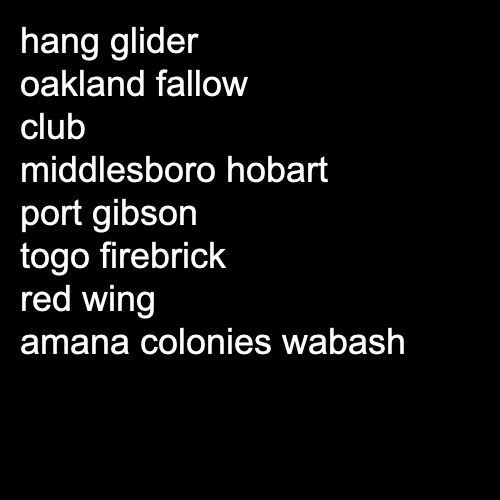 hang glider
oakland fallow
club
middlesboro hobart
port gibson
togo firebrick
red wing
amana colonies wabash